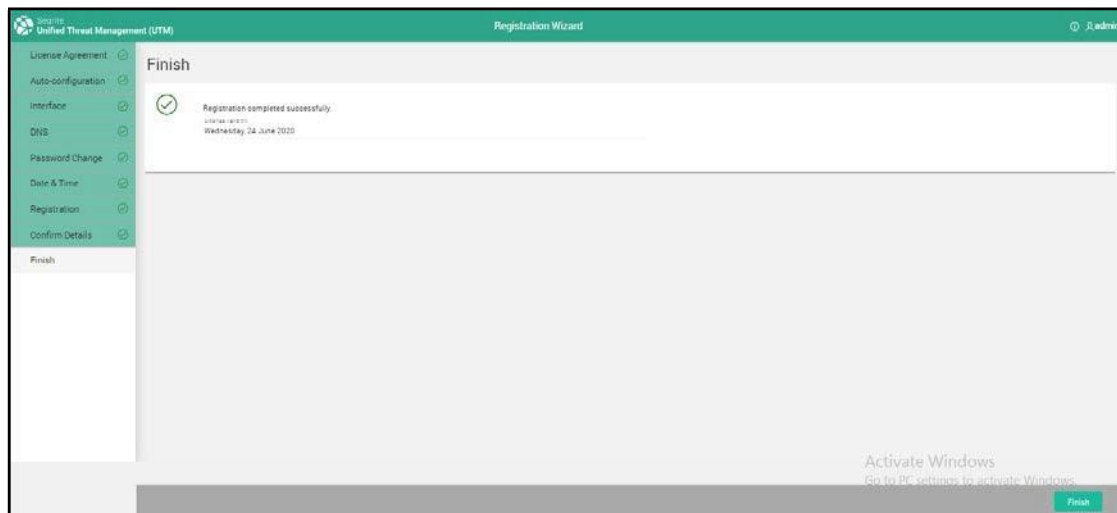 Seqrite
Unified Threat Management (UTM)
Registration Wizard
admin
License Agreement
Auto-configuration
Interface
DNS
Password Change
Date & Time
Registration
Confirm Details
Finish
Finish
Registration completed successfully.
Wednesday, 24 June 2020
Activate Windows
Go to PC settings to activate Windows.
Finish